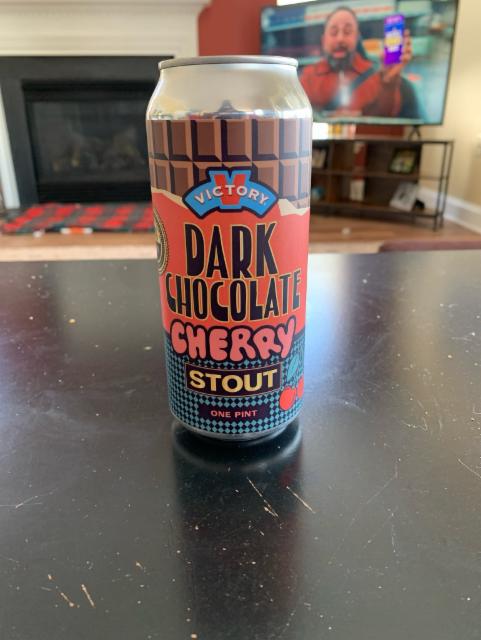 VICTORY
DARK
CHOCOLATE
CHERRY
STOUT
ONE PINT